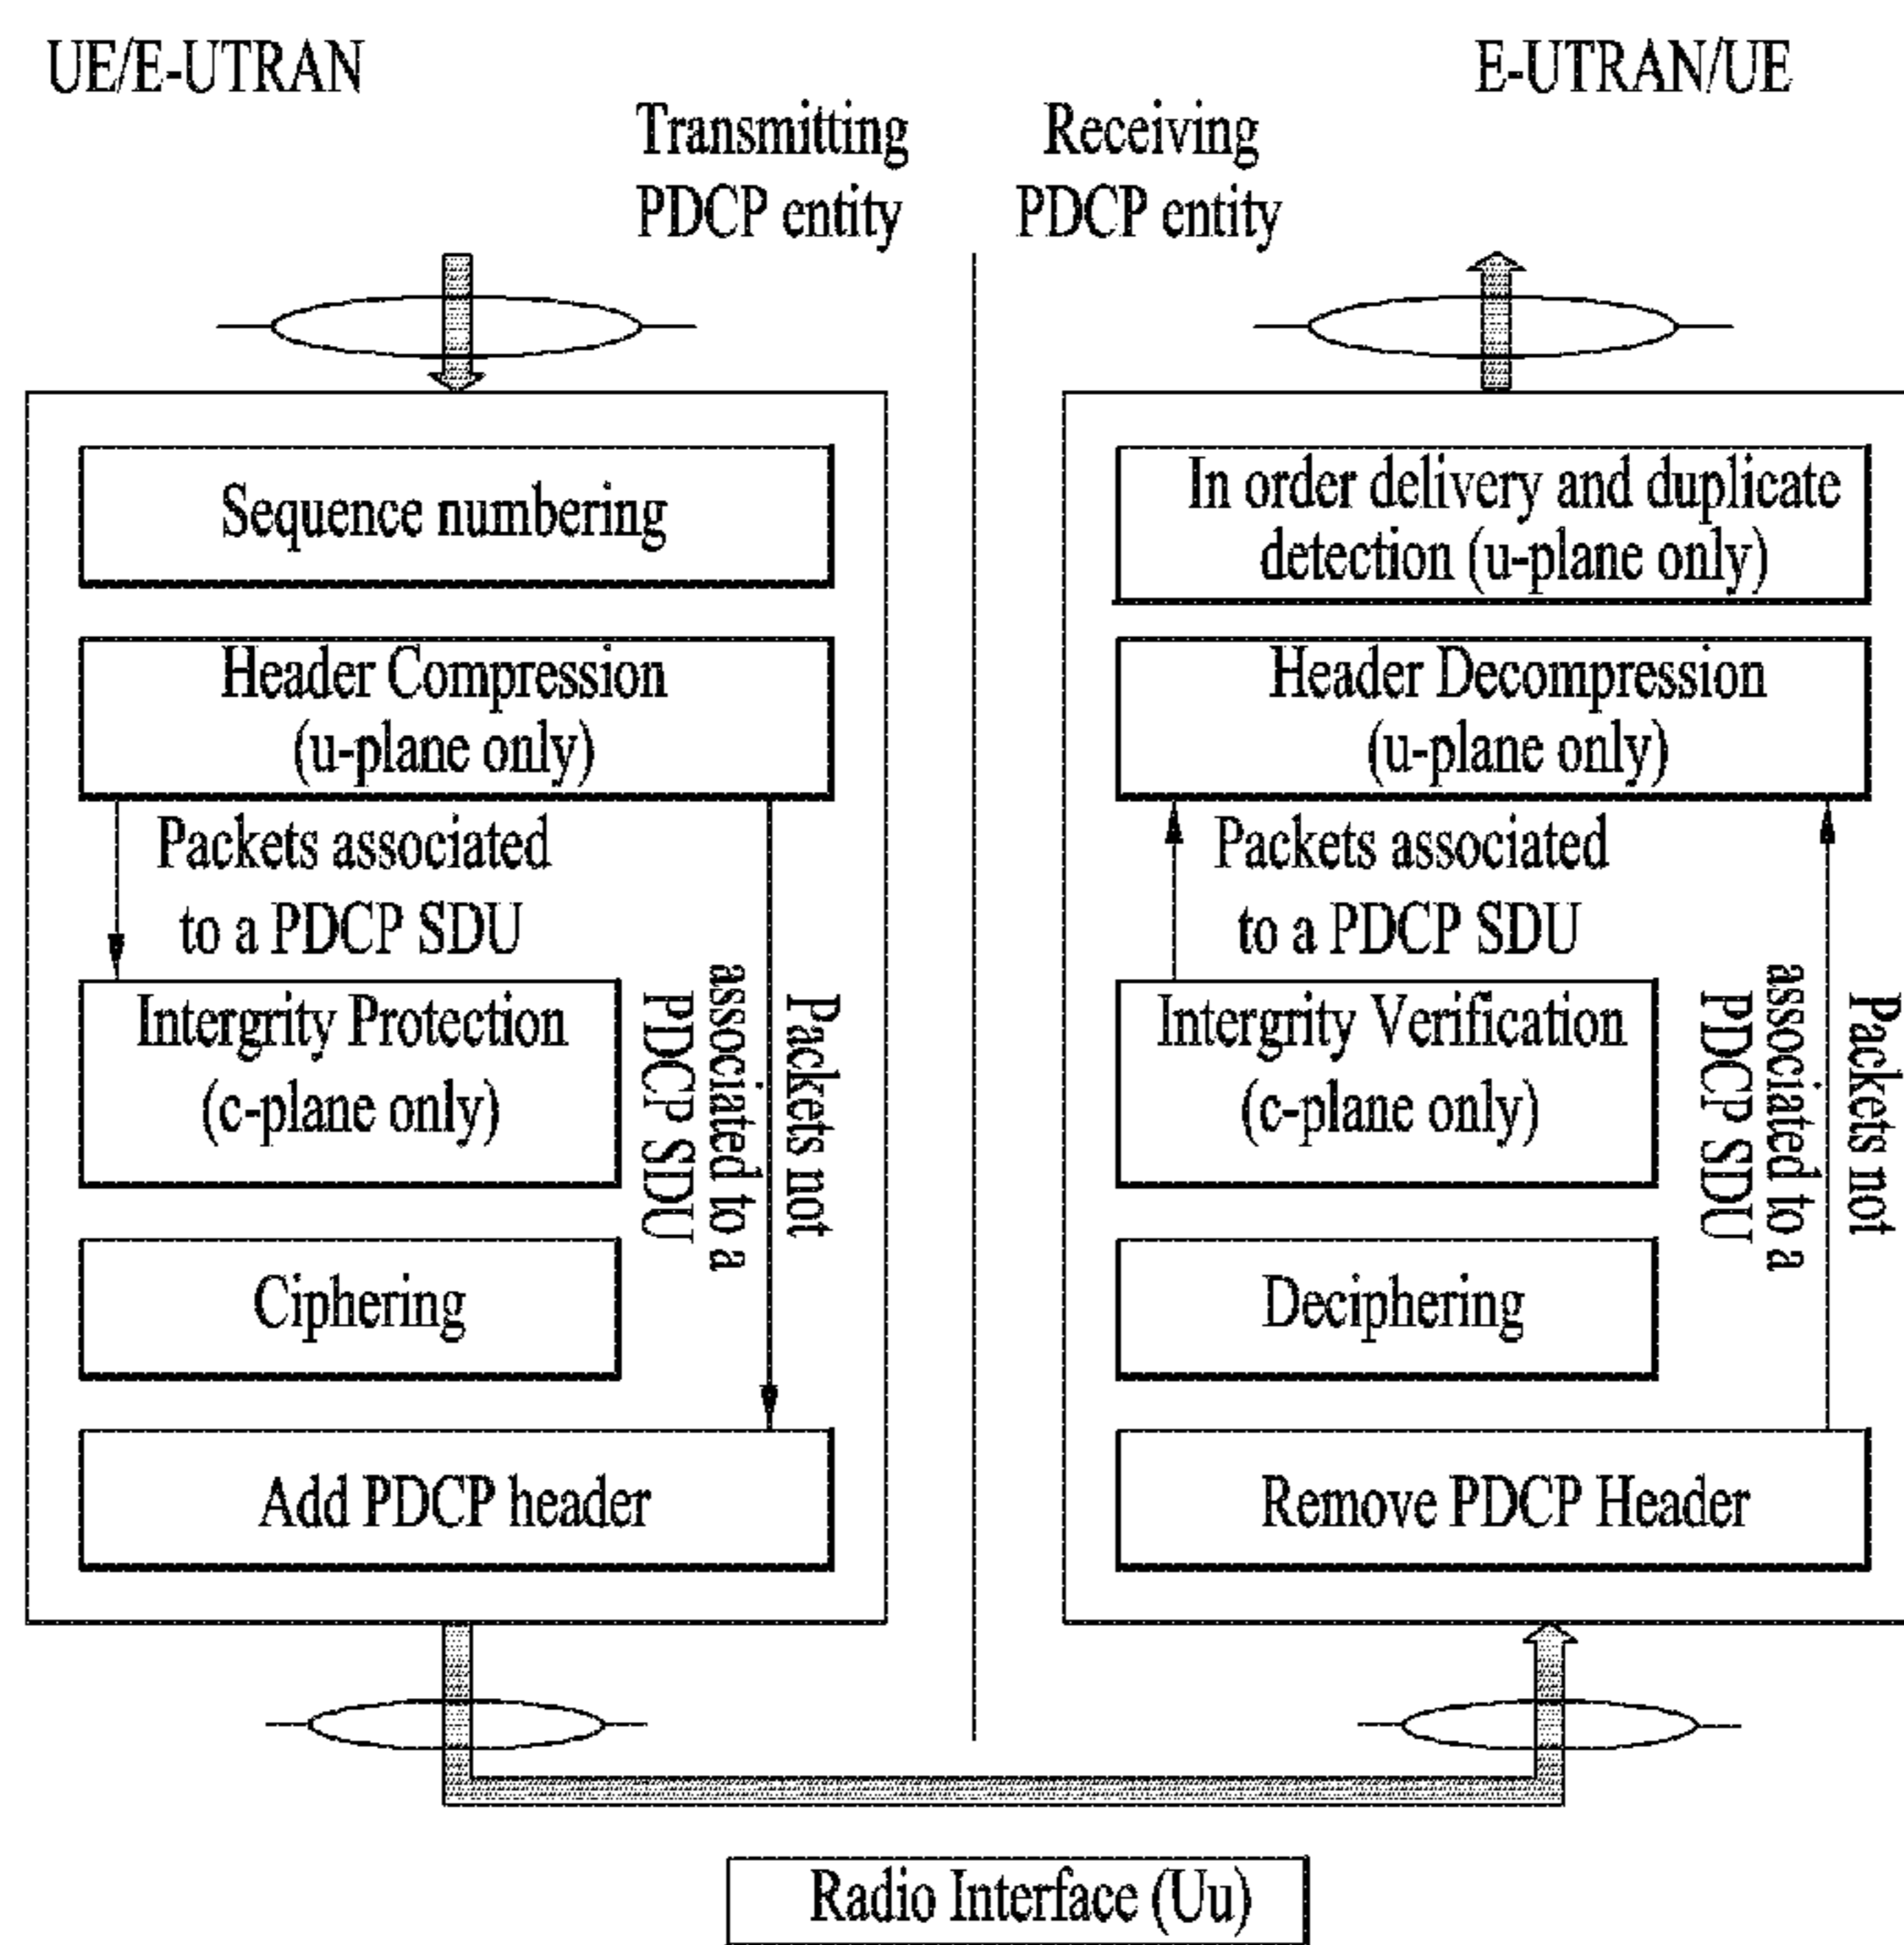 UE/E-UTRAN
E-UTRAN/UE
Transmitting
PDCP entity
Receiving
PDCP entity
Sequence numbering
Header Compression
(u-plane only)
Packets associated
to a PDCP SDU
Packets not
associated to a
PDCP SDU
Intergrity Protection
(c-plane only)
Ciphering
Add PDCP header
In order delivery and duplicate
detection (u-plane only)
Header Decompression
(u-plane only)
Packets associated
to a PDCP SDU
Packets not
associated to a
PDCP SDU
Intergrity Verification
(c-plane only)
Deciphering
Remove PDCP Header
Radio Interface (Uu)